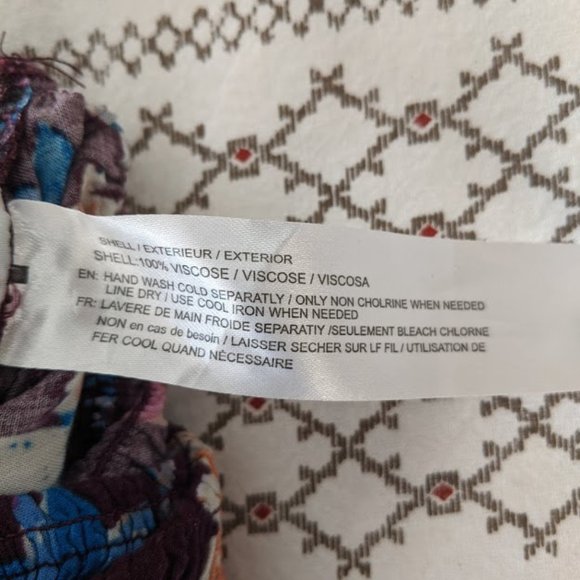 SHELL / EXTERIEUR / EXTERIOR
SHELL:100% VISCOSE / VISCOSE / VISCOSA
EN: HAND WASH COLD SEPARATLY / ONLY NON CHOLRINE WHEN NEEDED
LINE DRY / USE COOL IRON WHEN NEEDED
FR: LAVERE DE MAIN FROIDE SEPARATIY /SEULEMENT BLEACH CHLORNE
NON en cas de besoin / LAISSER SECHER SUR LF FIL / UTILISATION DE
FER COOL QUAND NÉCESSAIRE